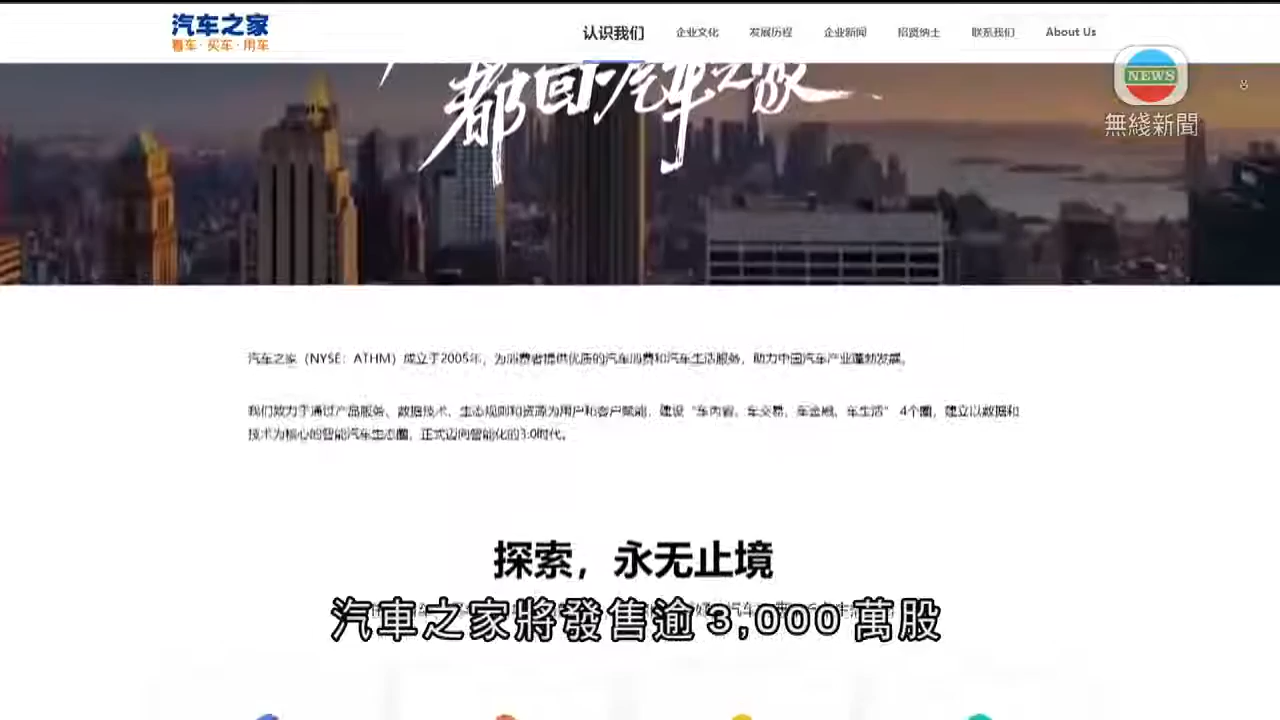 汽车之家
看车·买车·用车
认识我们 企业文化 发展历程 企业新闻 招贤纳士 联系我们 About Us
都回汽车之家
NEWS
無綫新聞
汽车之家（NYSE：ATHM）成立于2005年，为消费者提供优质的汽车消费和汽车生活服务，助力中国汽车产业蓬勃发展。
我们致力于通过产品服务、数据技术、生态规则和资源为用户和客户赋能，建设“车内容、车交易、车金融、车生活” 4个圈，建立以数据和
技术为核心的智能汽车生态圈，正式迈向智能化的3.0时代。
探索，永无止境
汽車之家將發售逾3,000萬股